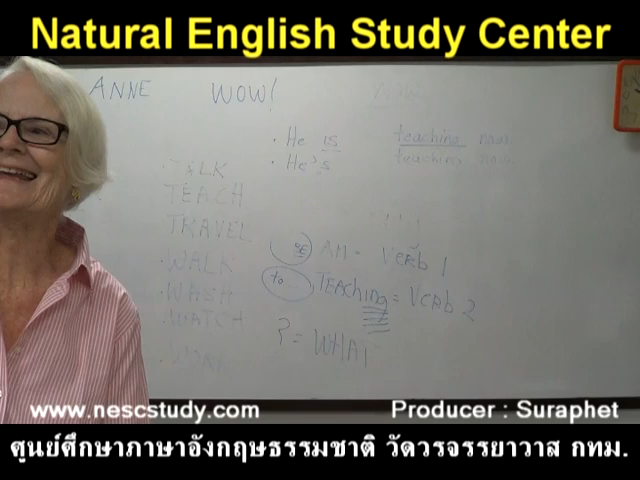 Natural English Study Center
ANNE WOW!
• He is teaching now.
• He's teaching now.
TALK
TEACH
TRAVEL
WALK
WASH
WATCH
WORK
AM = Verb 1
to TEACHing = VERB 2
? = WHAT
www.nescstudy.com Producer : Suraphet
ศูนย์ศึกษาภาษาอังกฤษธรรมชาติ วัดวรจรรยาวาส กทม.